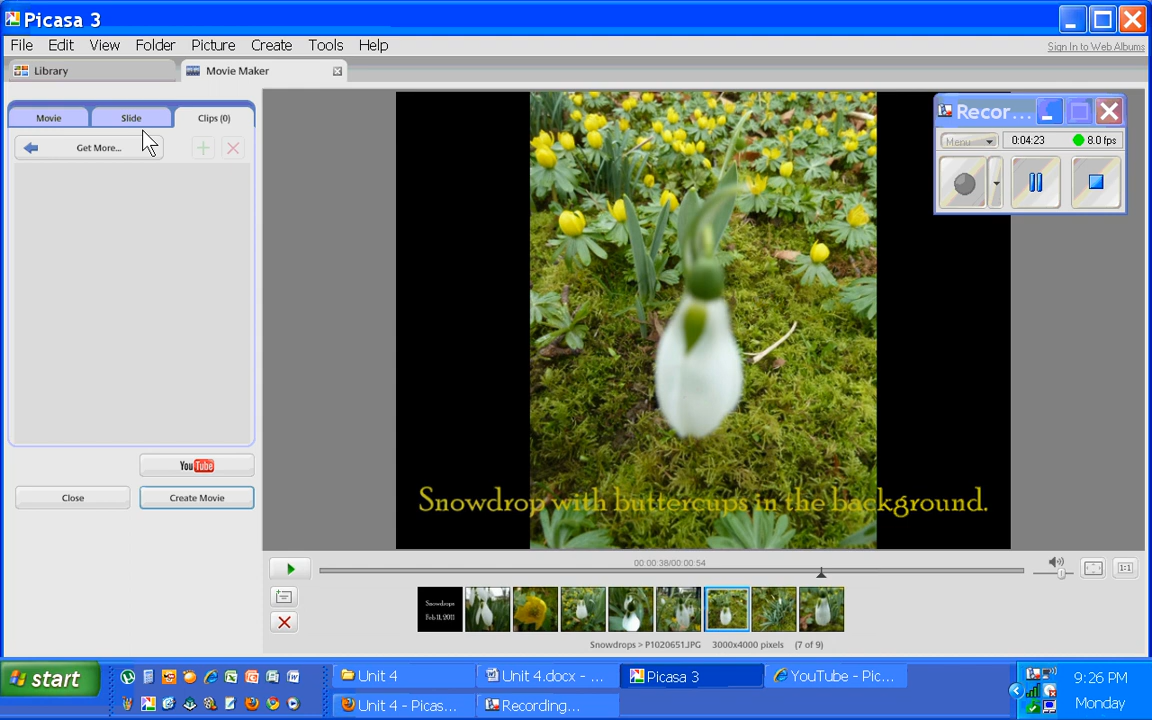 Picasa 3
File Edit View Folder Picture Create Tools Help
Sign In to Web Albums
Library
Movie Maker
Movie
Slide
Clips (0)
Get More...
Recor...
Menu
0:04:23
8.0 fps
Snowdrop with buttercups in the background.
YouTube
Close
Create Movie
00:00:38/00:00:54
1:1
Snowdrops
Feb 11, 2011
Snowdrops > P1020651.JPG 3000x4000 pixels (7 of 9)
start
Unit 4
Unit 4.docx - ...
Picasa 3
YouTube - Pic...
9:26 PM
Unit 4 - Picas...
Recording...
Monday